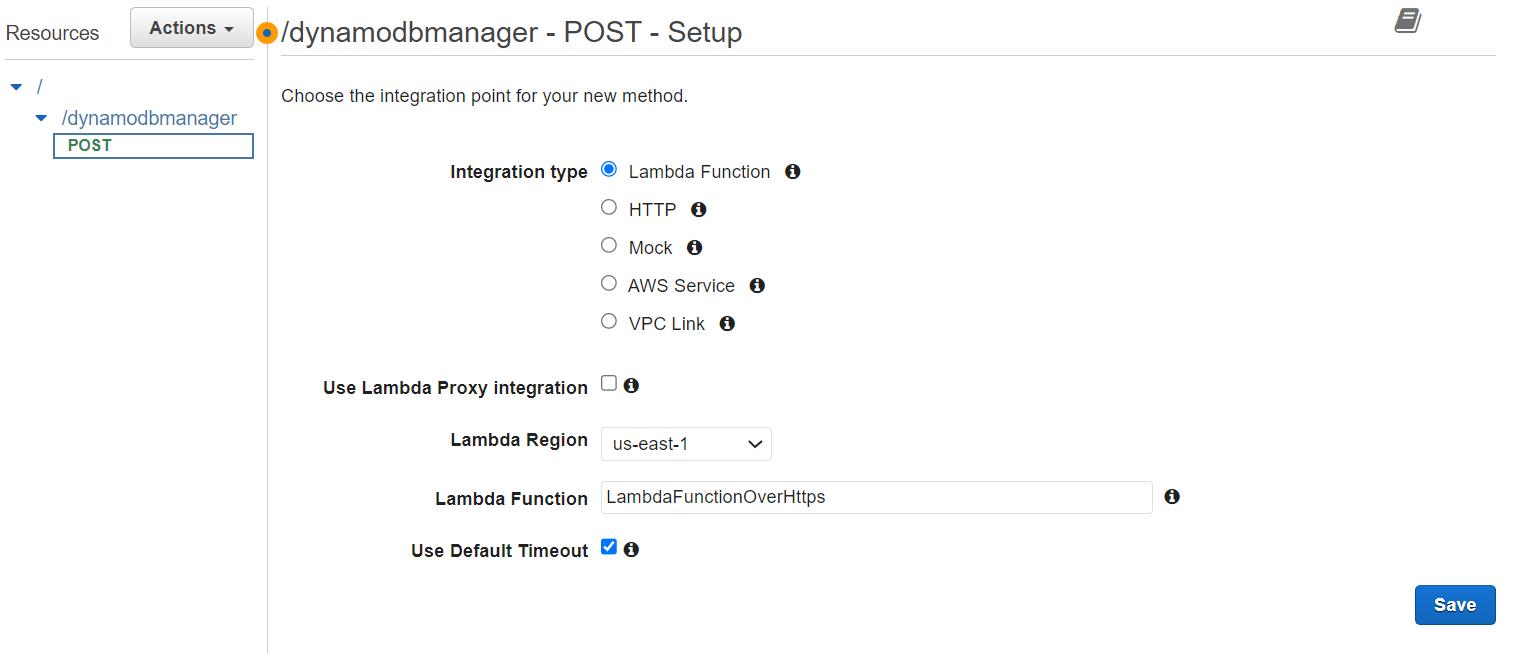 Resources
Actions
/dynamodbmanager - POST - Setup
/
/dynamodbmanager
POST
Choose the integration point for your new method.
Integration type
Lambda Function
HTTP
Mock
AWS Service
VPC Link
Use Lambda Proxy integration
Lambda Region us-east-1
Lambda Function LambdaFunctionOverHttps
Use Default Timeout
Save